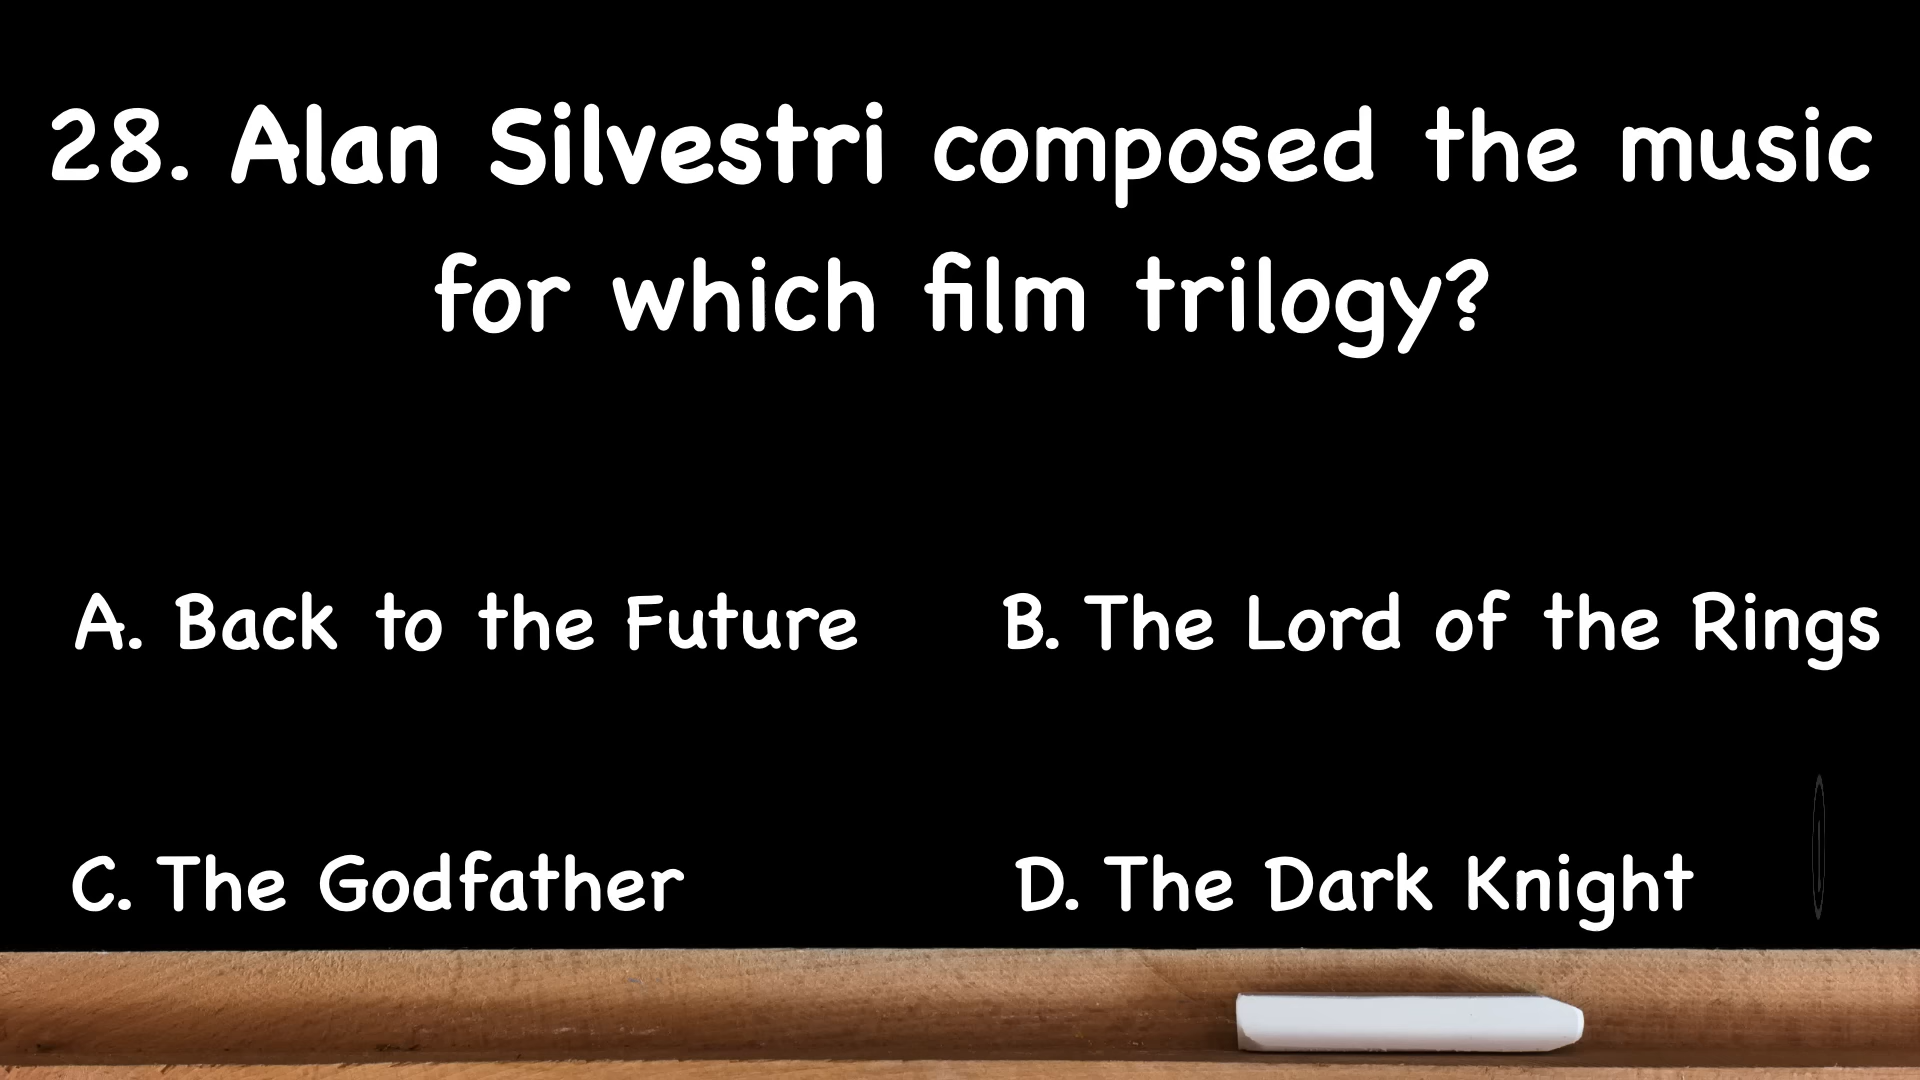 28. Alan Silvestri composed the music
for which film trilogy?
A. Back to the Future
B. The Lord of the Rings
C. The Godfather
D. The Dark Knight